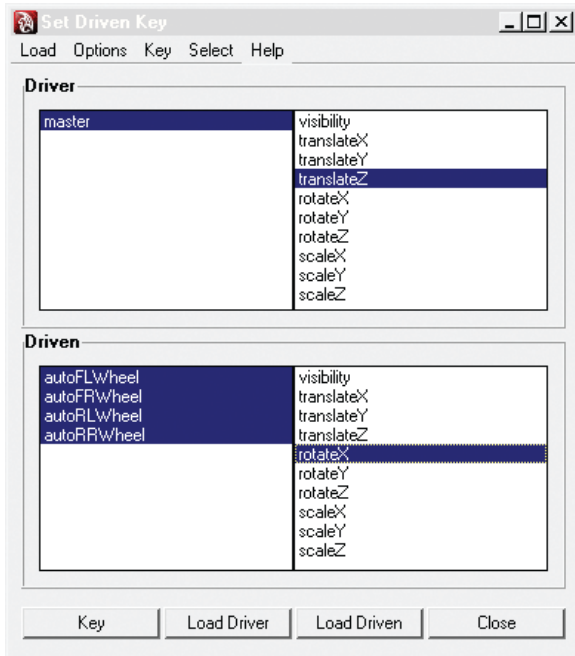 Set Driven Key
Load Options Key Select Help
Driver
master
visibility
translateX
translateY
translateZ
rotateX
rotateY
rotateZ
scaleX
scaleY
scaleZ
Driven
autoFLWheel
autoFRWheel
autoRLWheel
autoRRWheel
visibility
translateX
translateY
translateZ
rotateX
rotateY
rotateZ
scaleX
scaleY
scaleZ
Key Load Driver Load Driven Close